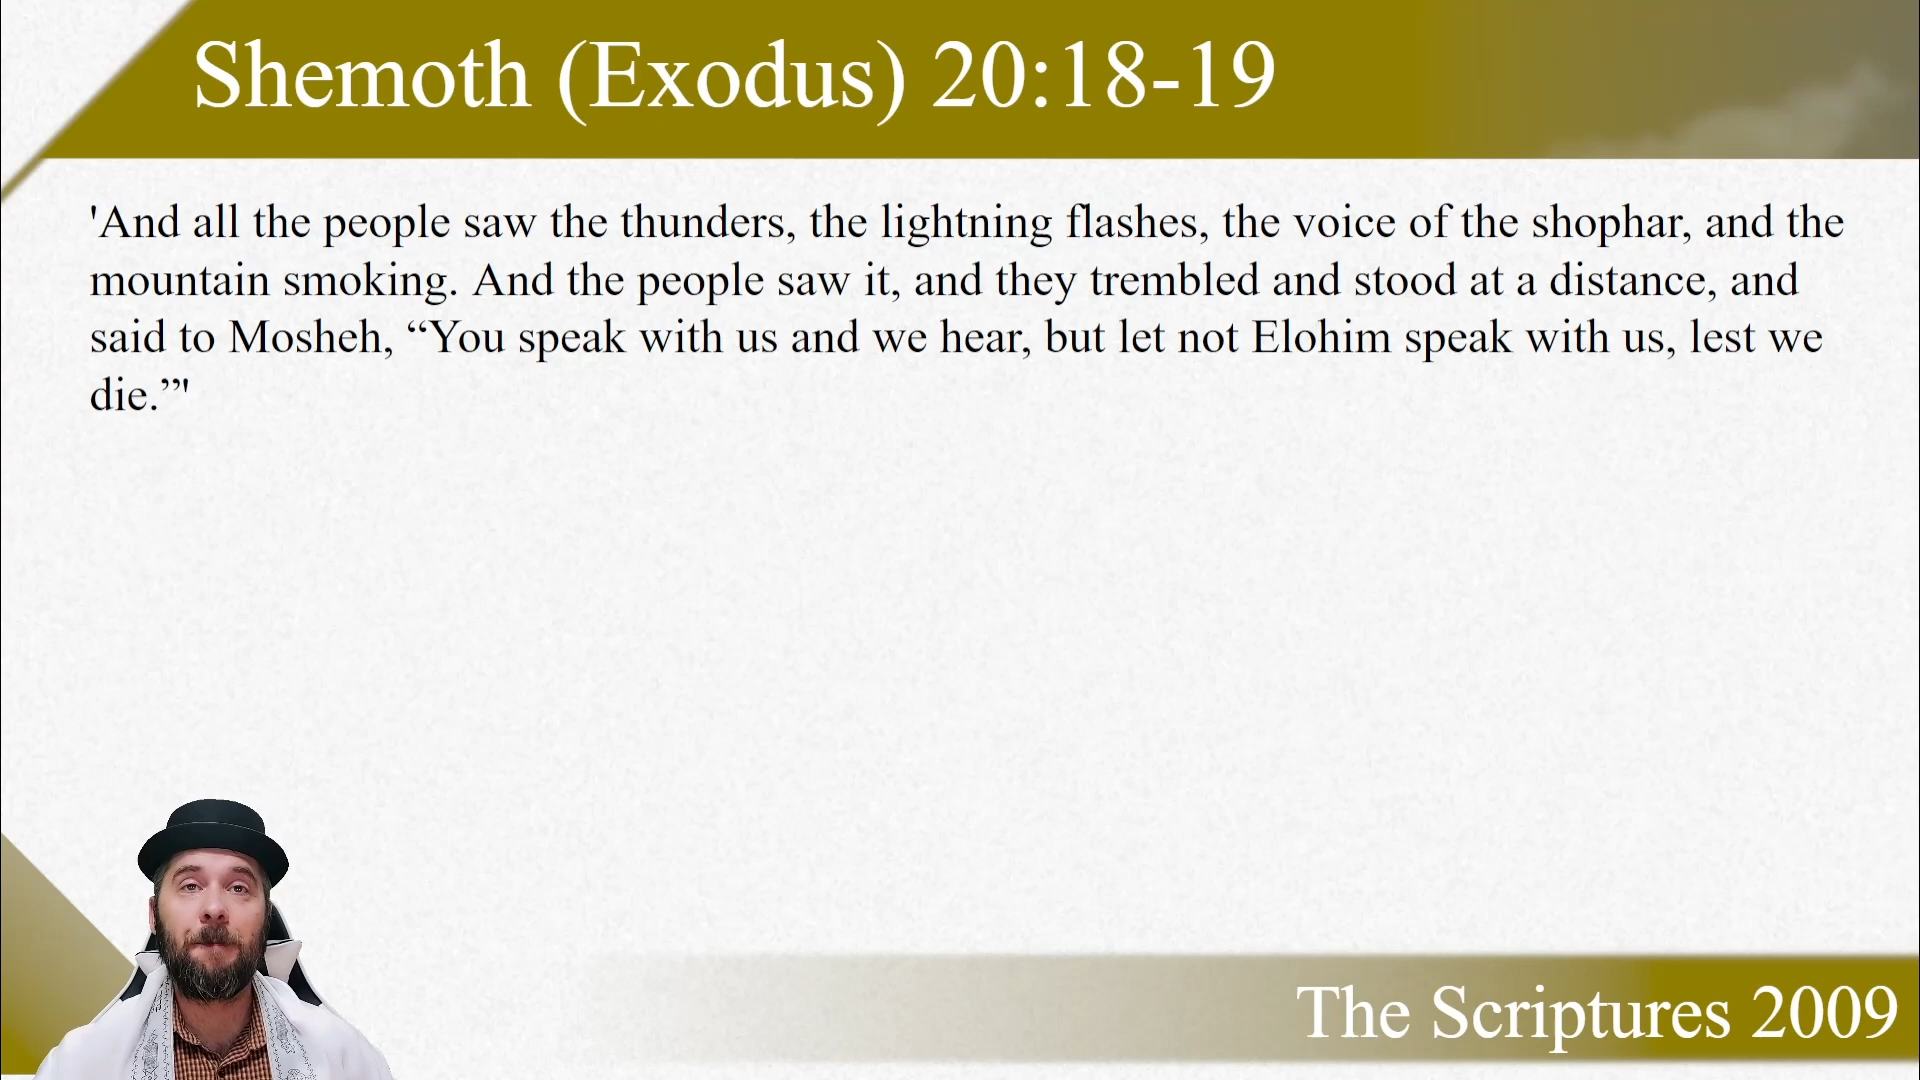 Shemoth (Exodus) 20:18-19
'And all the people saw the thunders, the lightning flashes, the voice of the shophar, and the
mountain smoking. And the people saw it, and they trembled and stood at a distance, and
said to Mosheh, “You speak with us and we hear, but let not Elohim speak with us, lest we
die.”'
The Scriptures 2009